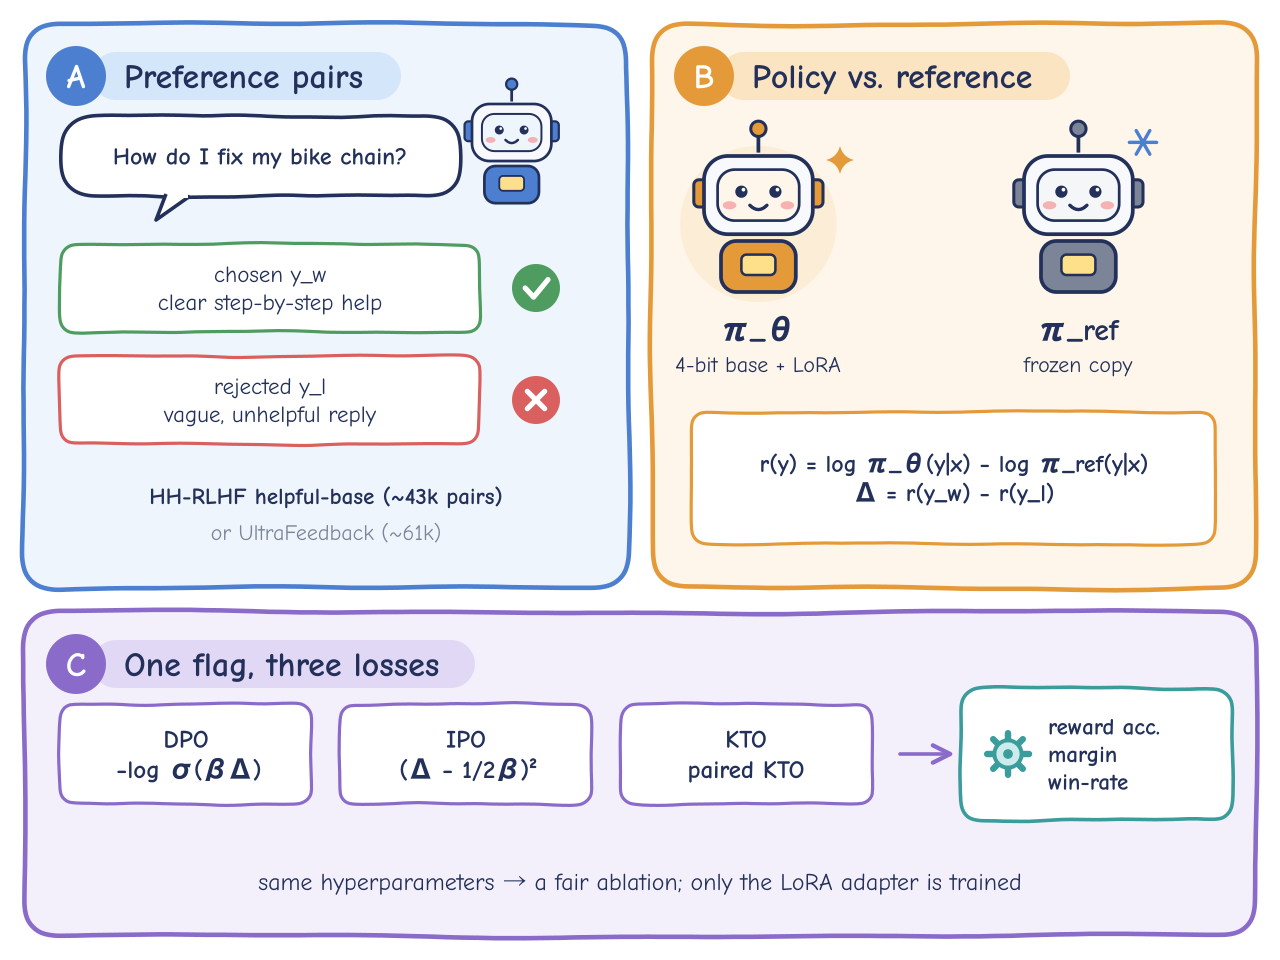 A
Preference pairs
How do I fix my bike chain?
chosen y_w
clear step-by-step help
rejected y_l
vague, unhelpful reply
HH-RLHF helpful-base (~43k pairs)
or UltraFeedback (~61k)
B
Policy vs. reference
π_θ
4-bit base + LoRA
π_ref
frozen copy
r(y) = log π_θ(y|x) - log π_ref(y|x)
Δ = r(y_w) - r(y_l)
C
One flag, three losses
DPO
-log σ(βΔ)
IPO
(Δ - 1/2β)²
KTO
paired KTO
reward acc.
margin
win-rate
same hyperparameters → a fair ablation; only the LoRA adapter is trained